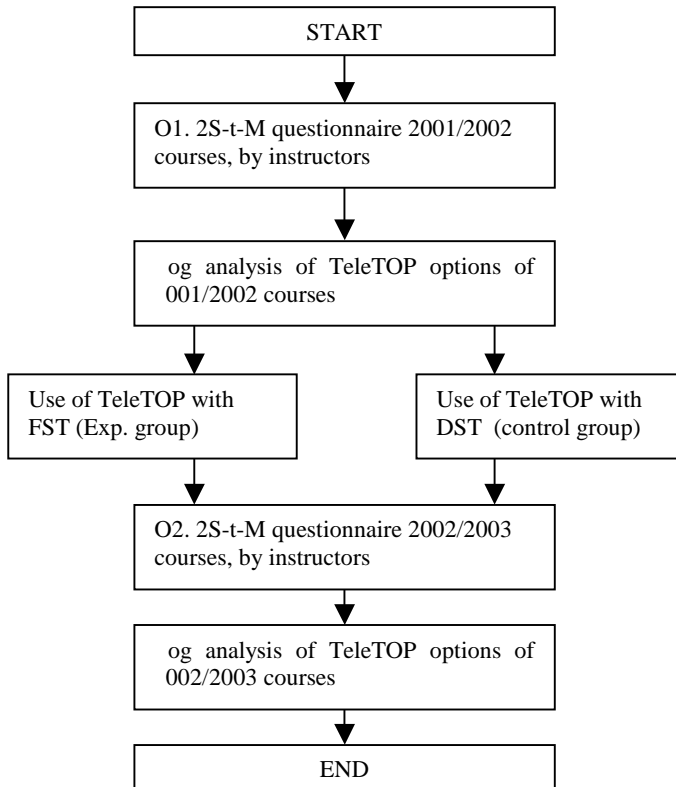 START
O1. 2S-t-M questionnaire 2001/2002
courses, by instructors
og analysis of TeleTOP options of
001/2002 courses
Use of TeleTOP with
FST (Exp. group)
Use of TeleTOP with
DST (control group)
O2. 2S-t-M questionnaire 2002/2003
courses, by instructors
og analysis of TeleTOP options of
002/2003 courses
END